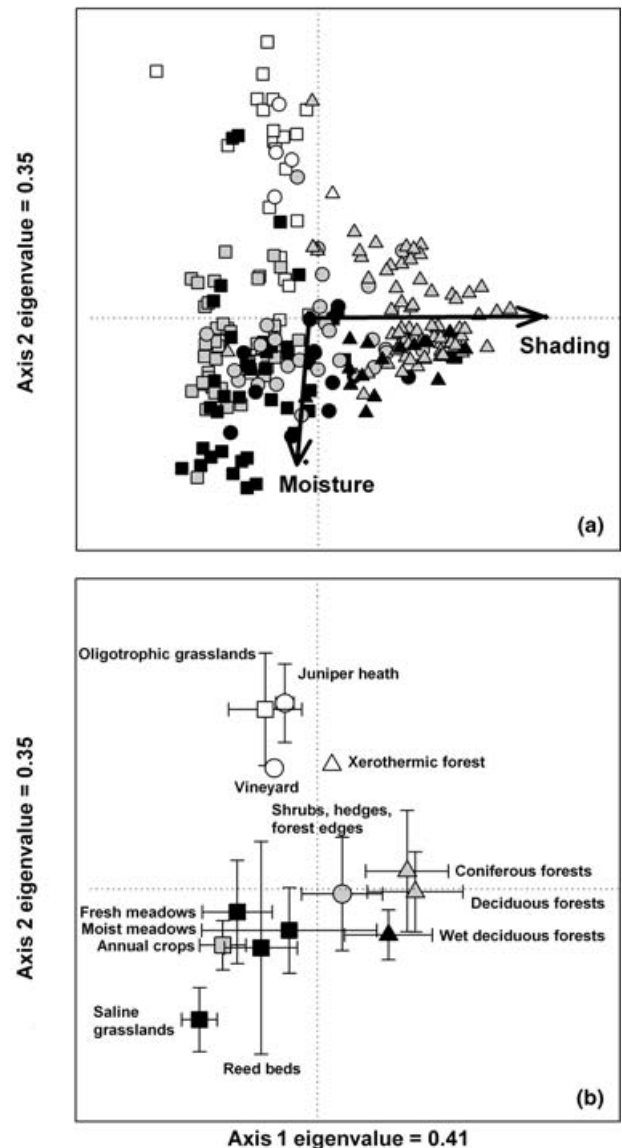 Axis 2 eigenvalue = 0.35
Shading
Moisture
(a)
Axis 2 eigenvalue = 0.35
Oligotrophic grasslands
Juniper heath
Xerothermic forest
Vineyard
Shrubs, hedges,
forest edges
Coniferous forests
Deciduous forests
Fresh meadows
Moist meadows
Wet deciduous forests
Annual crops
Saline
grasslands
Reed beds
(b)
Axis 1 eigenvalue = 0.41